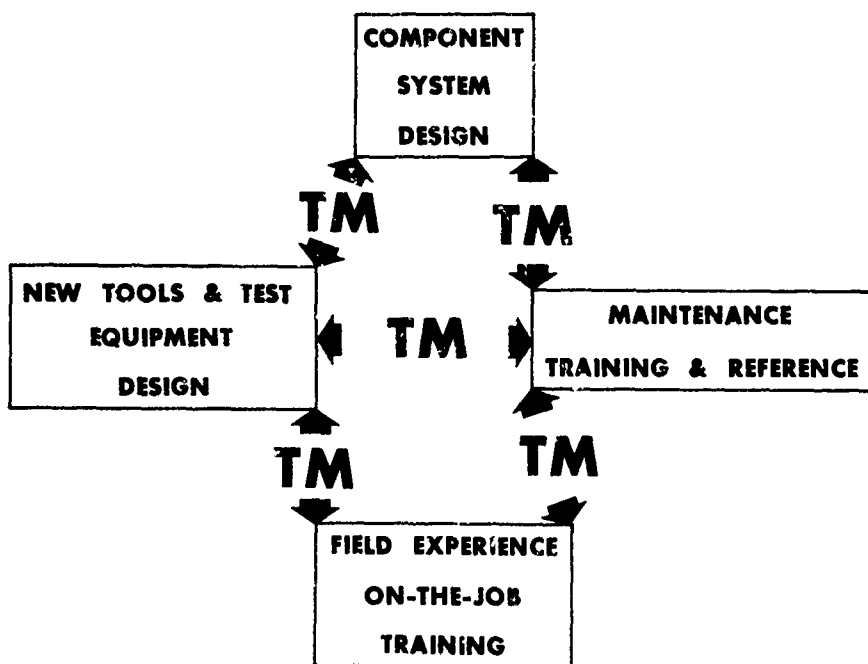 COMPONENT
SYSTEM
DESIGN
TM
TM
NEW TOOLS & TEST
EQUIPMENT
DESIGN
TM
MAINTENANCE
TRAINING & REFERENCE
TM
TM
FIELD EXPERIENCE
ON-THE-JOB
TRAINING